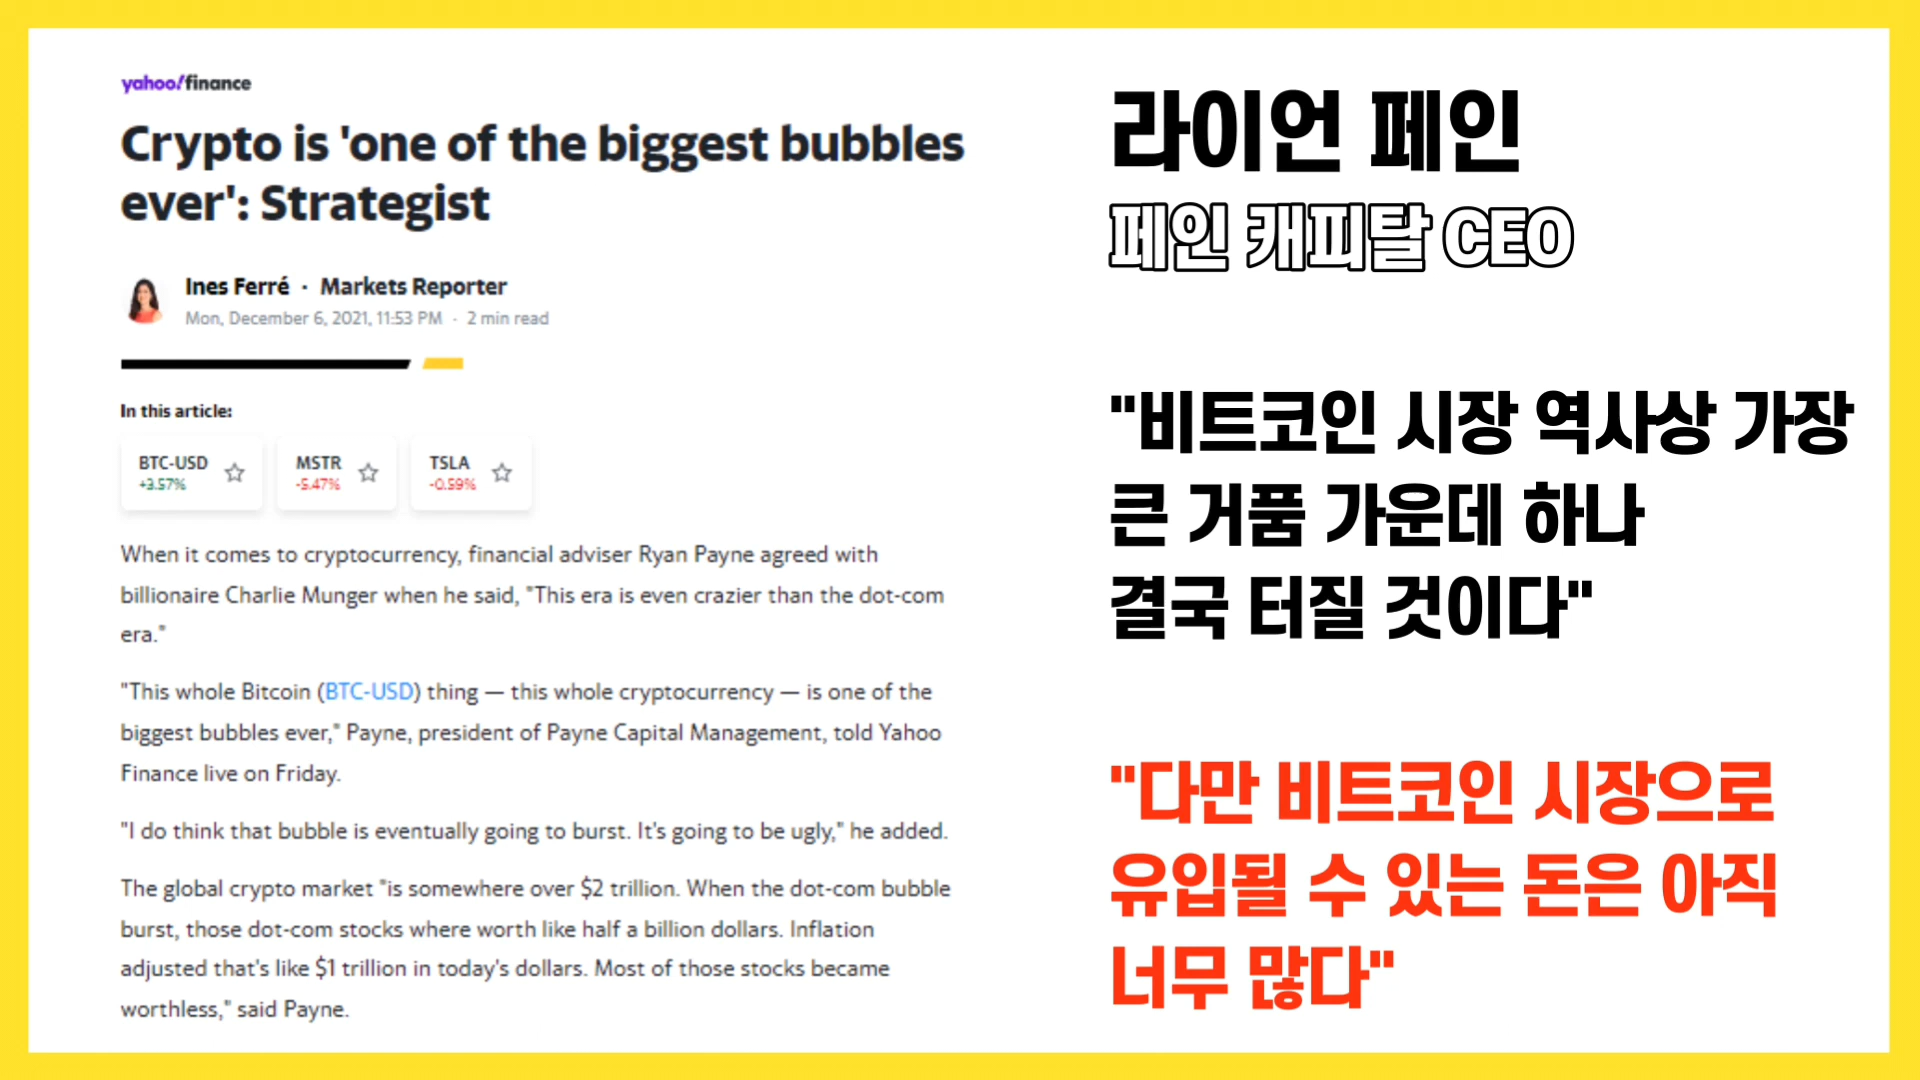 yahoo!finance
Crypto is 'one of the biggest bubbles
ever': Strategist
Ines Ferré · Markets Reporter
Mon, December 6, 2021, 11:53 PM · 2 min read
In this article:
BTC-USD
+3.57%
MSTR
-5.47%
TSLA
-0.59%
When it comes to cryptocurrency, financial adviser Ryan Payne agreed with
billionaire Charlie Munger when he said, "This era is even crazier than the dot-com
era."
"This whole Bitcoin (BTC-USD) thing — this whole cryptocurrency — is one of the
biggest bubbles ever," Payne, president of Payne Capital Management, told Yahoo
Finance live on Friday.
"I do think that bubble is eventually going to burst. It's going to be ugly," he added.
The global crypto market "is somewhere over $2 trillion. When the dot-com bubble
burst, those dot-com stocks where worth like half a billion dollars. Inflation
adjusted that's like $1 trillion in today's dollars. Most of those stocks became
worthless," said Payne.
라이언 페인
페인 캐피탈 CEO
"비트코인 시장 역사상 가장
큰 거품 가운데 하나
결국 터질 것이다"
"다만 비트코인 시장으로
유입될 수 있는 돈은 아직
너무 많다"